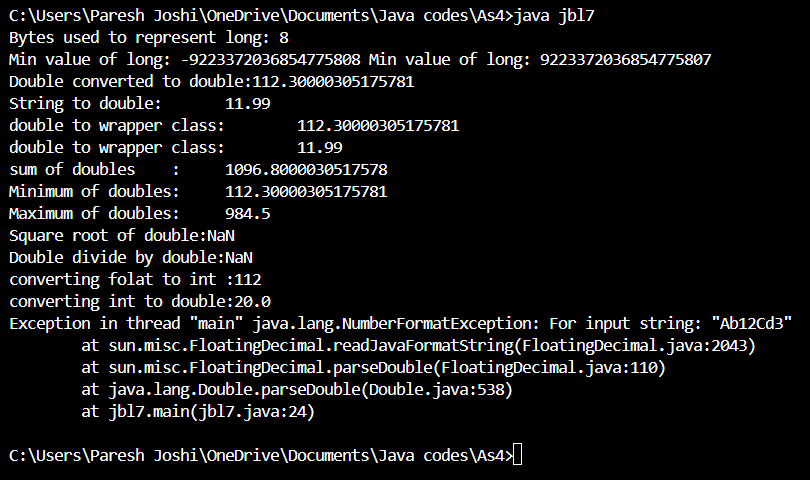 C:\Users\Paresh Joshi\OneDrive\Documents\Java codes\As4>java jbl7
Bytes used to represent long: 8
Min value of long: -9223372036854775808 Min value of long: 9223372036854775807
Double converted to double:112.30000305175781
String to double:       11.99
double to wrapper class:        112.30000305175781
double to wrapper class:        11.99
sum of doubles    :     1096.8000030517578
Minimum of doubles:     112.30000305175781
Maximum of doubles:     984.5
Square root of double:NaN
Double divide by double:NaN
converting folat to int :112
converting int to double:20.0
Exception in thread "main" java.lang.NumberFormatException: For input string: "Ab12Cd3"
        at sun.misc.FloatingDecimal.readJavaFormatString(FloatingDecimal.java:2043)
        at sun.misc.FloatingDecimal.parseDouble(FloatingDecimal.java:110)
        at java.lang.Double.parseDouble(Double.java:538)
        at jbl7.main(jbl7.java:24)
C:\Users\Paresh Joshi\OneDrive\Documents\Java codes\As4>